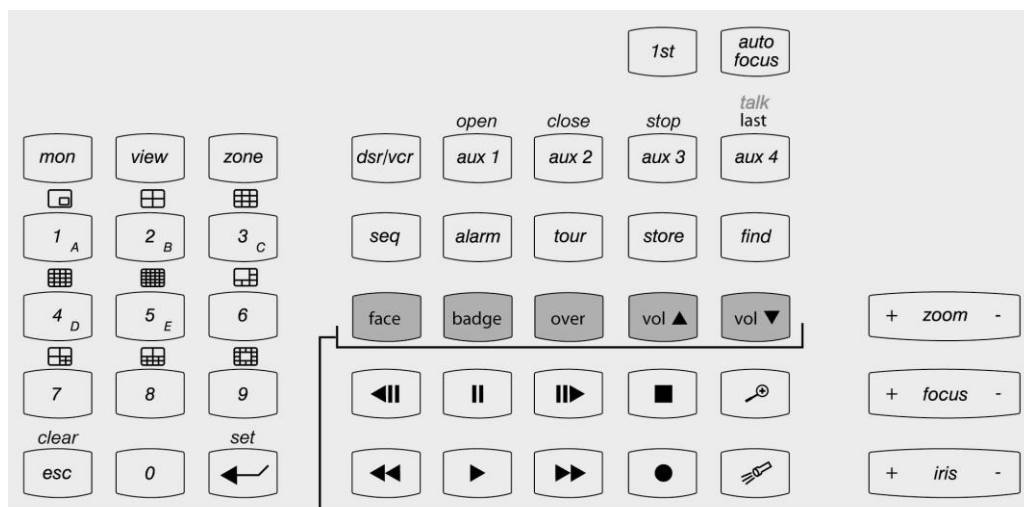 1st auto focus
talk
open close stop last
mon view zone dsr/vcr aux 1 aux 2 aux 3 aux 4
1 A 2 B 3 C seq alarm tour store find
4 D 5 E 6 face badge over vol ▲ vol ▼ + zoom -
7 8 9 + focus -
clear set
esc 0 + iris -